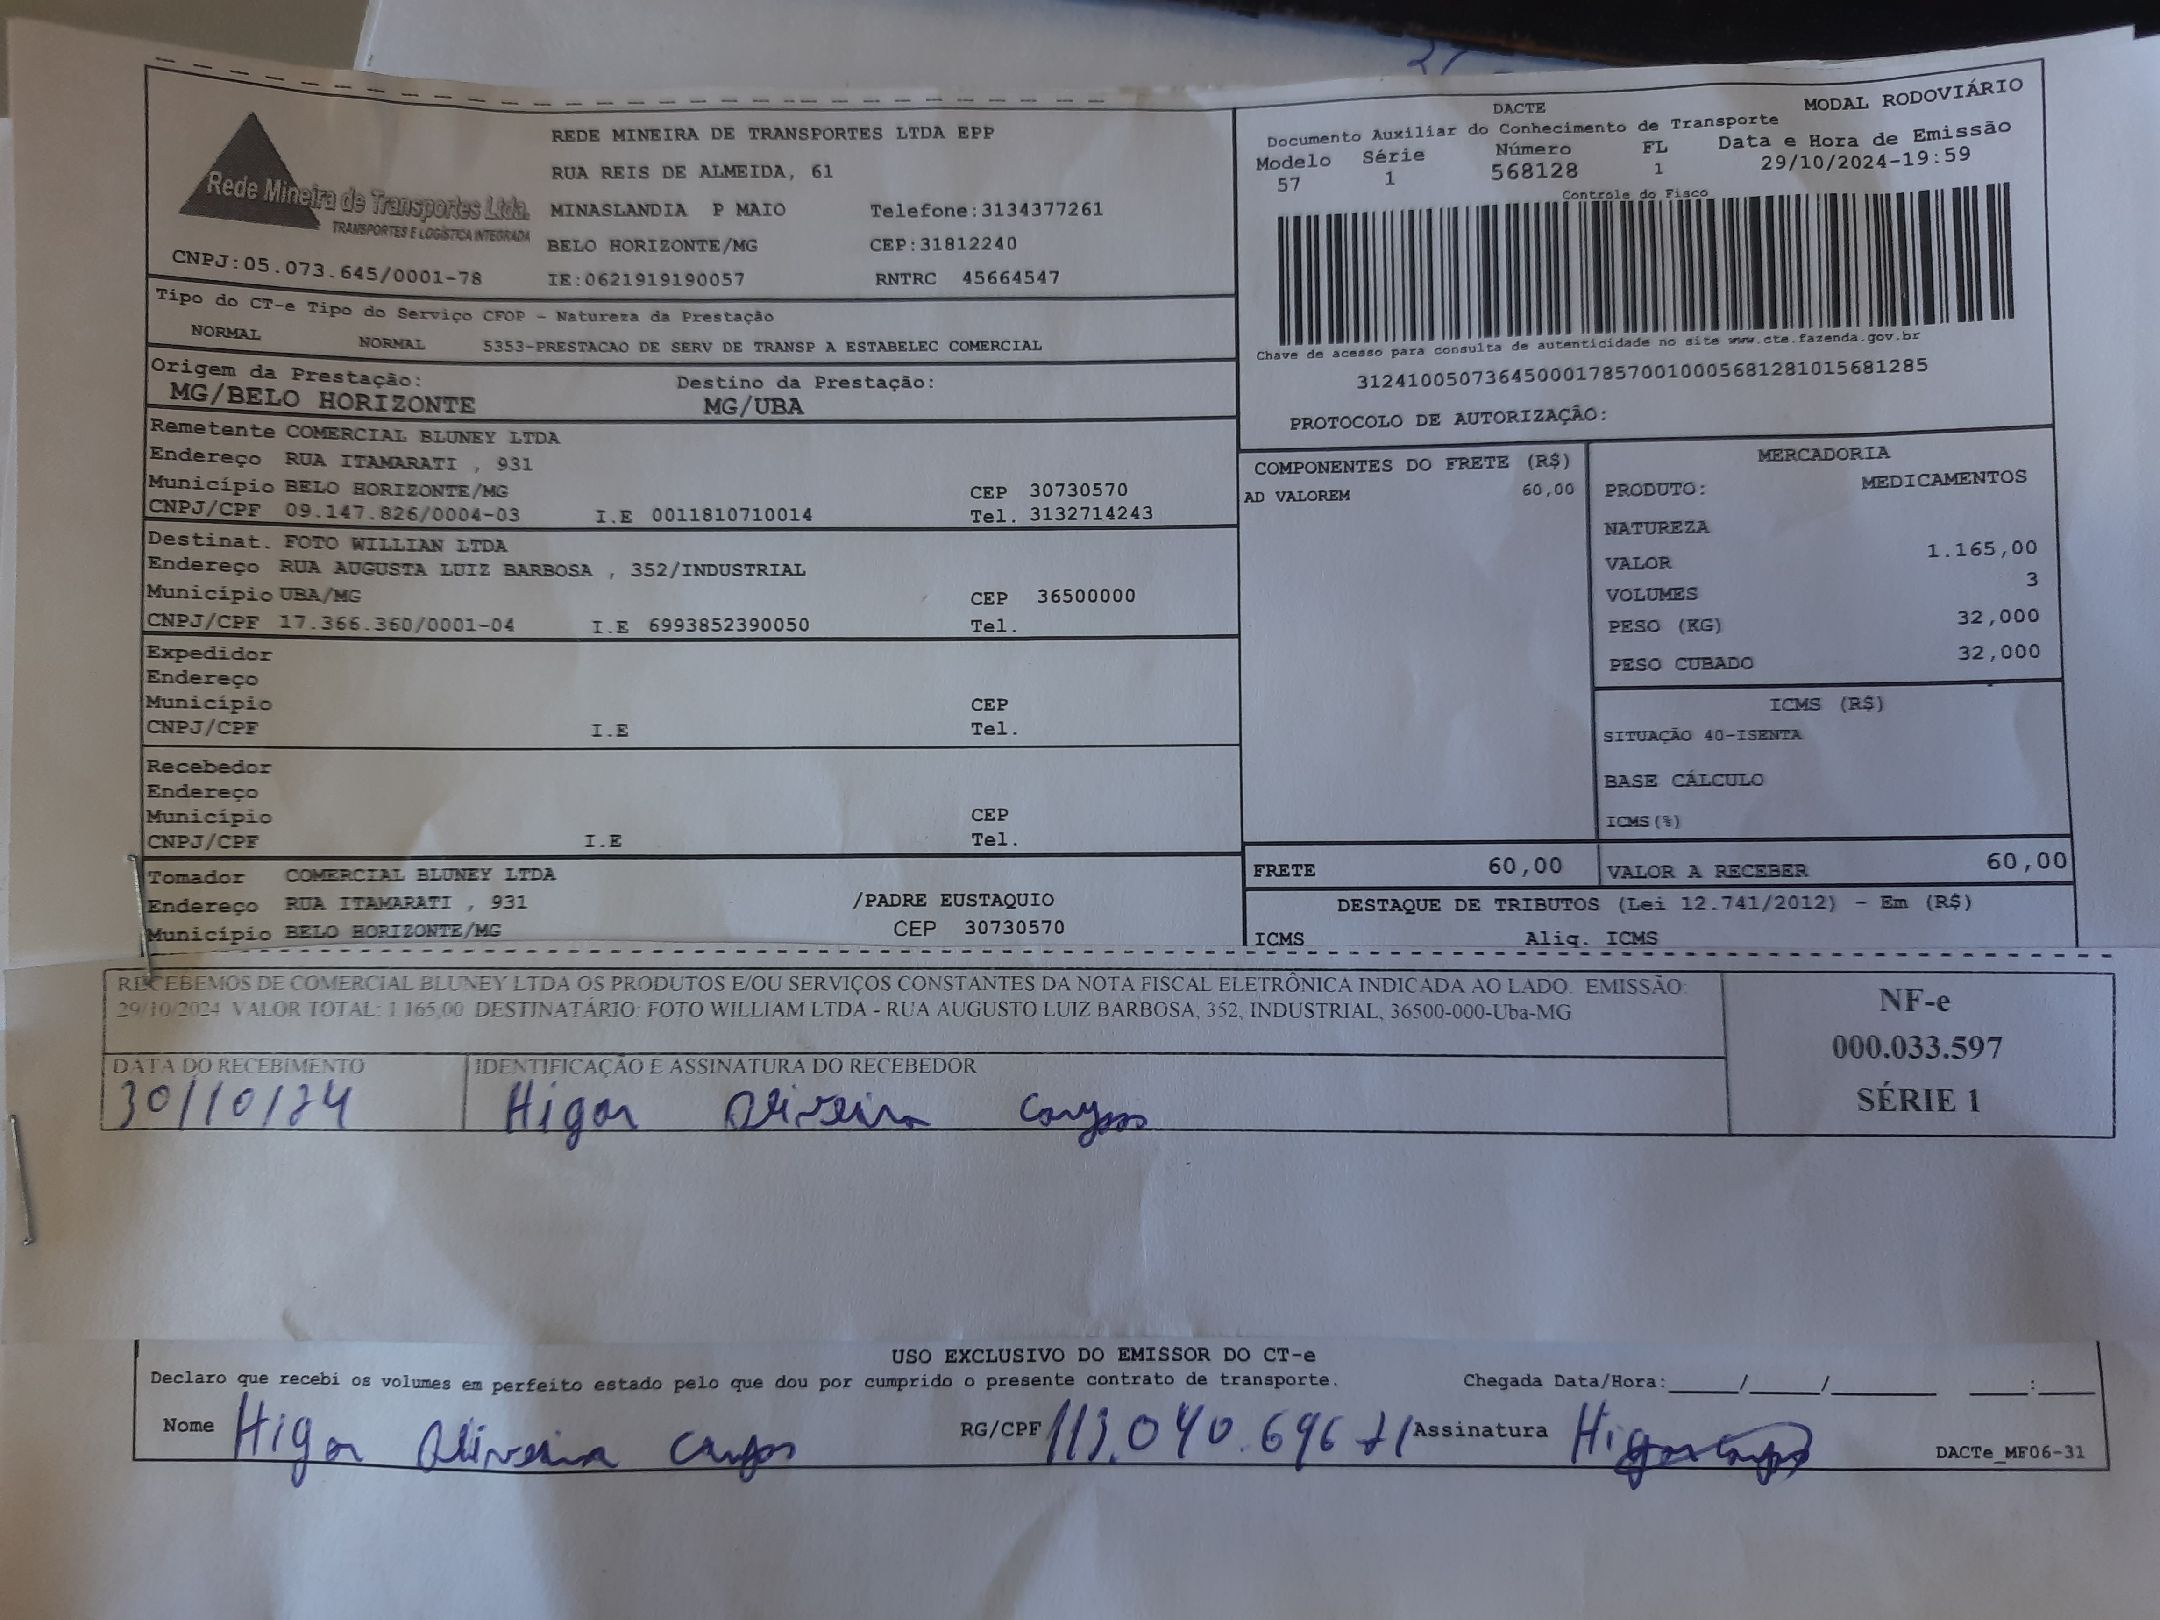 Rede Mineira de Transportes Ltda.
TRANSPORTES E LOGÍSTICA INTEGRADA
CNPJ:05.073.645/0001-78
REDE MINEIRA DE TRANSPORTES LTDA EPP
RUA REIS DE ALMEIDA, 61
MINASLANDIA P MAIO Telefone:3134377261
BELO HORIZONTE/MG CEP:31812240
IE:0621919190057 RNTRC 45664547
DACTE MODAL RODOVIÁRIO
Documento Auxiliar do Conhecimento de Transporte
Modelo Série Número FL Data e Hora de Emissão
57 1 568128 1 29/10/2024-19:59
Controle do Fisco
Chave de acesso para consulta de autenticidade no site www.cte.fazenda.gov.br
31241005073645000178570010005681281015681285
PROTOCOLO DE AUTORIZAÇÃO:
Tipo do CT-e Tipo do Serviço CFOP - Natureza da Prestação
NORMAL NORMAL 5353-PRESTACAO DE SERV DE TRANSP A ESTABELEC COMERCIAL
Origem da Prestação: Destino da Prestação:
MG/BELO HORIZONTE MG/UBA
Remetente COMERCIAL BLUNEY LTDA
Endereço RUA ITAMARATI , 931
Município BELO HORIZONTE/MG CEP 30730570
CNPJ/CPF 09.147.826/0004-03 I.E 0011810710014 Tel. 3132714243
Destinat. FOTO WILLIAN LTDA
Endereço RUA AUGUSTA LUIZ BARBOSA , 352/INDUSTRIAL
Município UBA/MG CEP 36500000
CNPJ/CPF 17.366.360/0001-04 I.E 6993852390050 Tel.
Expedidor
Endereço
Município CEP
CNPJ/CPF I.E Tel.
Recebedor
Endereço
Município CEP
CNPJ/CPF I.E Tel.
Tomador COMERCIAL BLUNEY LTDA
Endereço RUA ITAMARATI , 931 /PADRE EUSTAQUIO
Município BELO HORIZONTE/MG CEP 30730570
COMPONENTES DO FRETE (R$)
AD VALOREM 60,00
MERCADORIA
PRODUTO: MEDICAMENTOS
NATUREZA
VALOR 1.165,00
VOLUMES 3
PESO (KG) 32,000
PESO CUBADO 32,000
ICMS (R$)
SITUAÇÃO 40-ISENTA
BASE CÁLCULO
ICMS(%)
FRETE 60,00 VALOR A RECEBER 60,00
DESTAQUE DE TRIBUTOS (Lei 12.741/2012) - Em (R$)
ICMS Aliq. ICMS
RECEBEMOS DE COMERCIAL BLUNEY LTDA OS PRODUTOS E/OU SERVIÇOS CONSTANTES DA NOTA FISCAL ELETRÔNICA INDICADA AO LADO. EMISSÃO:
29/10/2024 VALOR TOTAL: 1.165,00 DESTINATÁRIO: FOTO WILLIAM LTDA - RUA AUGUSTO LUIZ BARBOSA, 352, INDUSTRIAL, 36500-000-Uba-MG
DATA DO RECEBIMENTO IDENTIFICAÇÃO E ASSINATURA DO RECEBEDOR
30/10/24 Higor Oliveira Campos
NF-e
000.033.597
SÉRIE 1
USO EXCLUSIVO DO EMISSOR DO CT-e
Declaro que recebi os volumes em perfeito estado pelo que dou por cumprido o presente contrato de transporte. Chegada Data/Hora:_____/_____/________ ____:____
Nome Higor Oliveira Campos RG/CPF 113.040.696-71 Assinatura Higor Campos
DACTe_MF06-31